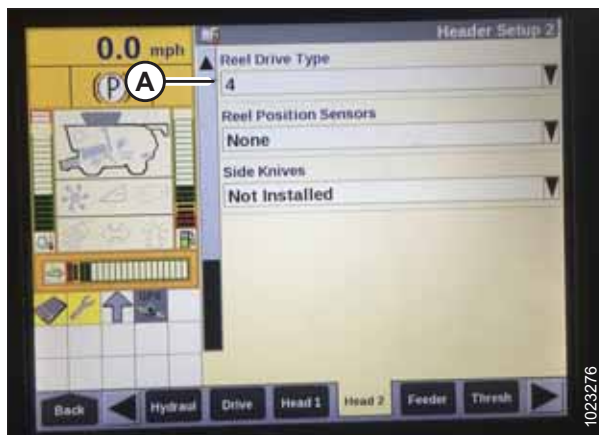 0.0 mph
Header Setup 2
Reel Drive Type
(P)
A
4
Reel Position Sensors
None
Side Knives
Not Installed
GPS
Back
Hydraul
Drive
Head 1
Head 2
Feeder
Thresh
1023276